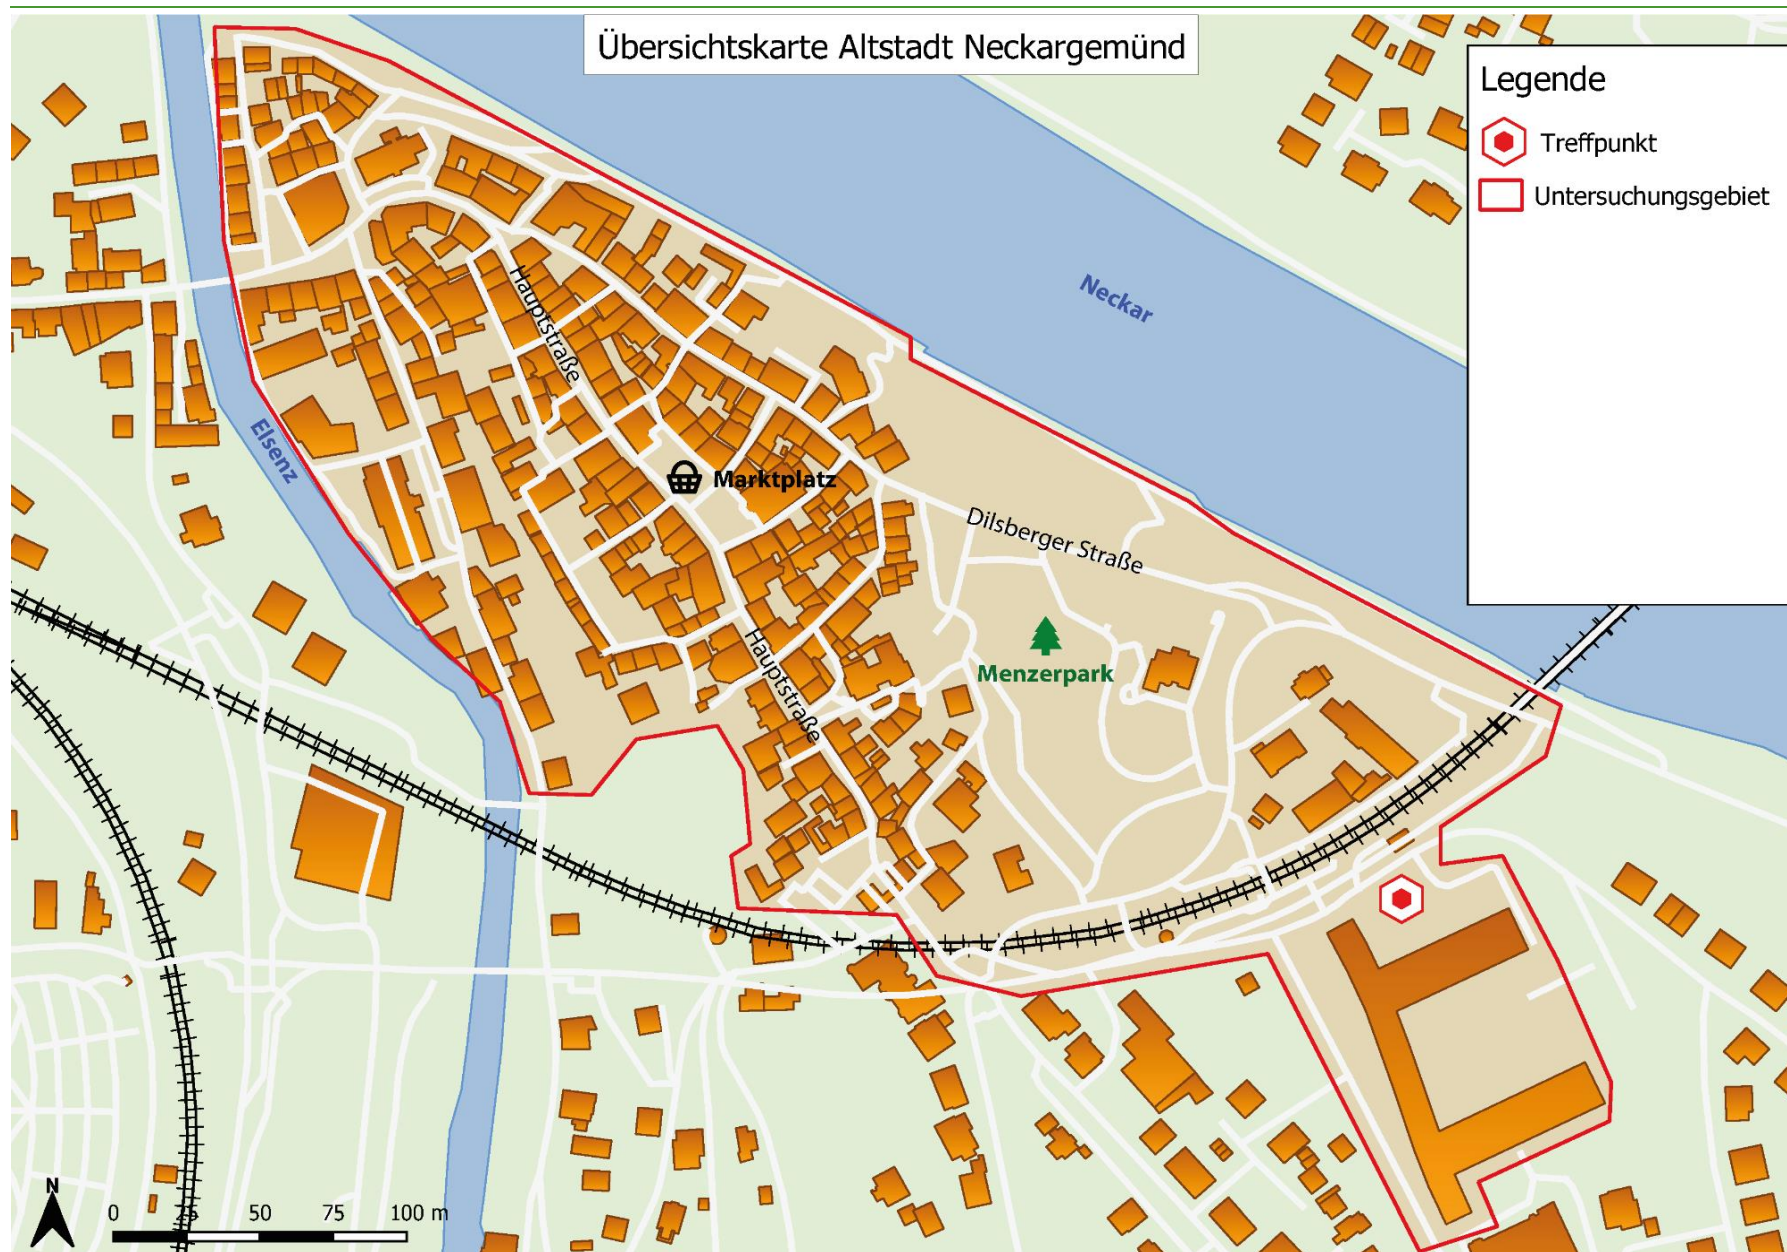 Übersichtskarte Altstadt Neckargemünd
Legende
Treffpunkt
Untersuchungsgebiet
Neckar
Hauptstraße
Elsenz
Marktplatz
Dilsberger Straße
Menzerpark
Hauptstraße
N
0 25 50 75 100 m